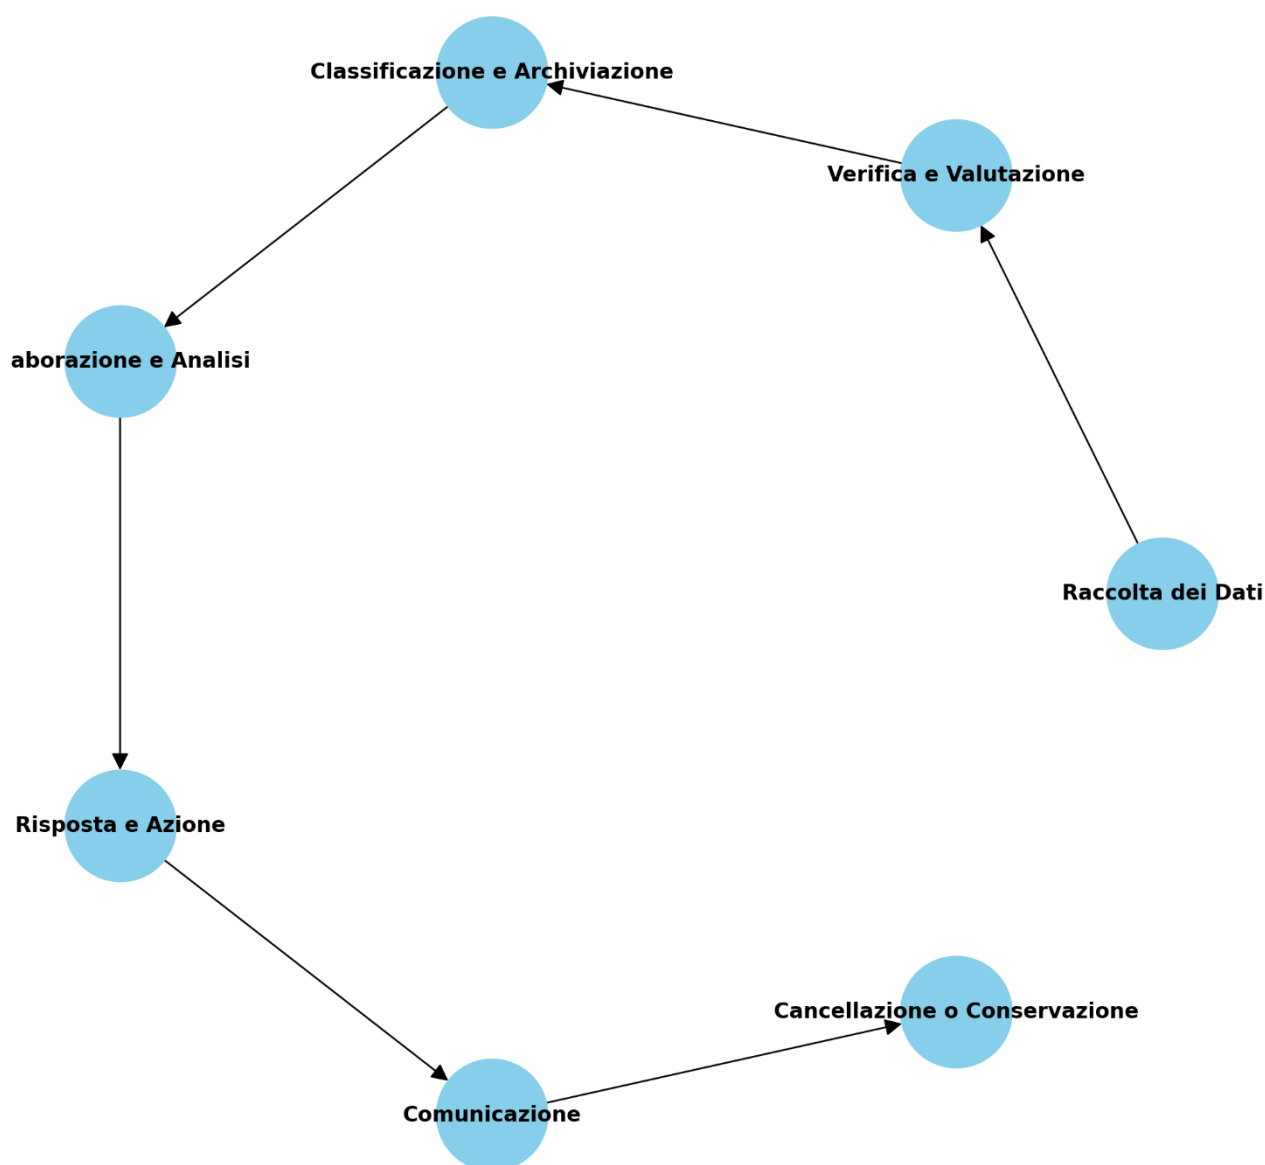 Classificazione e Archiviazione
Verifica e Valutazione
aborazione e Analisi
Raccolta dei Dati
Risposta e Azione
Cancellazione o Conservazione
Comunicazione